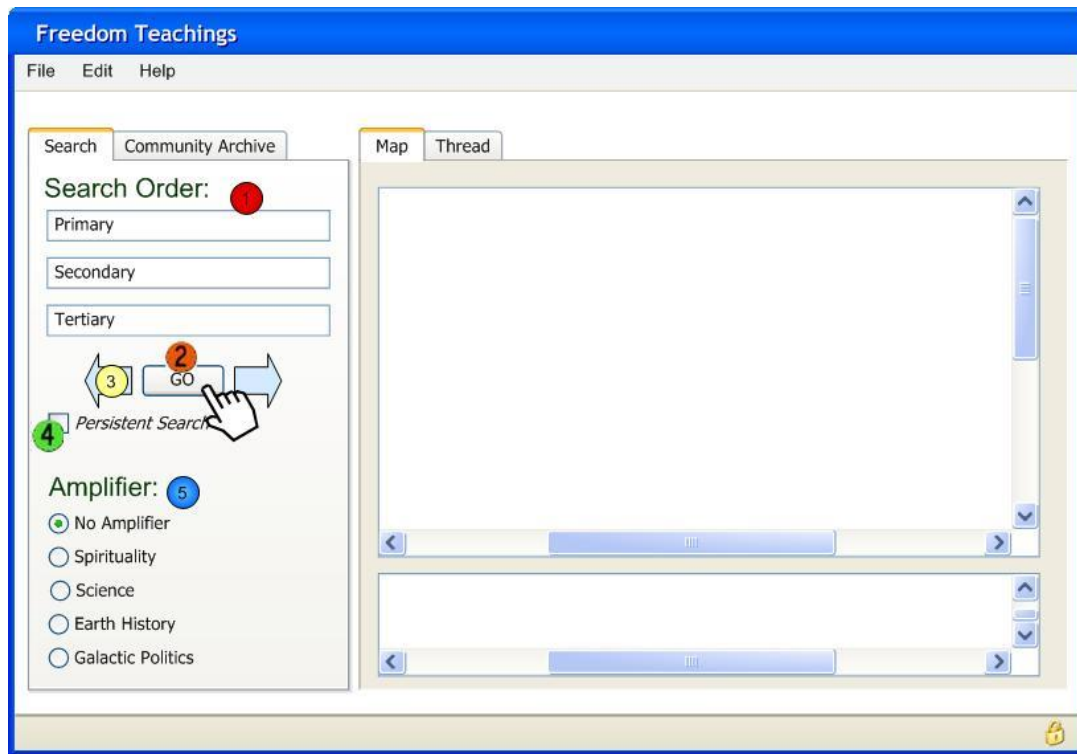 Freedom Teachings
File Edit Help
Search Community Archive
Map Thread
Search Order: 1
Primary
Secondary
Tertiary
2
3 GO
4 Persistent Search
Amplifier: 5
No Amplifier
Spirituality
Science
Earth History
Galactic Politics